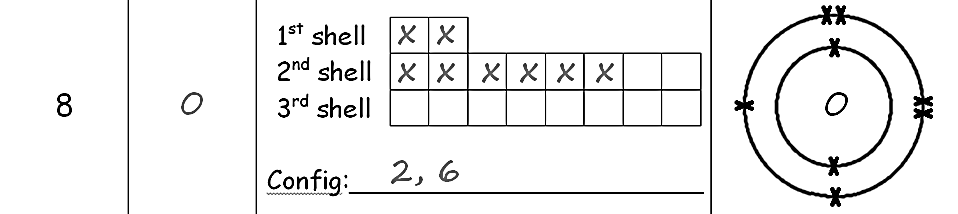 8
O
1st shell X X
2nd shell X X X X X X
3rd shell
Config: 2, 6
O